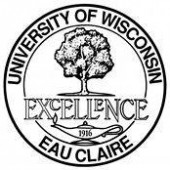 UNIVERSITY OF WISCONSIN
EXCELLENCE
1916
EAU CLAIRE